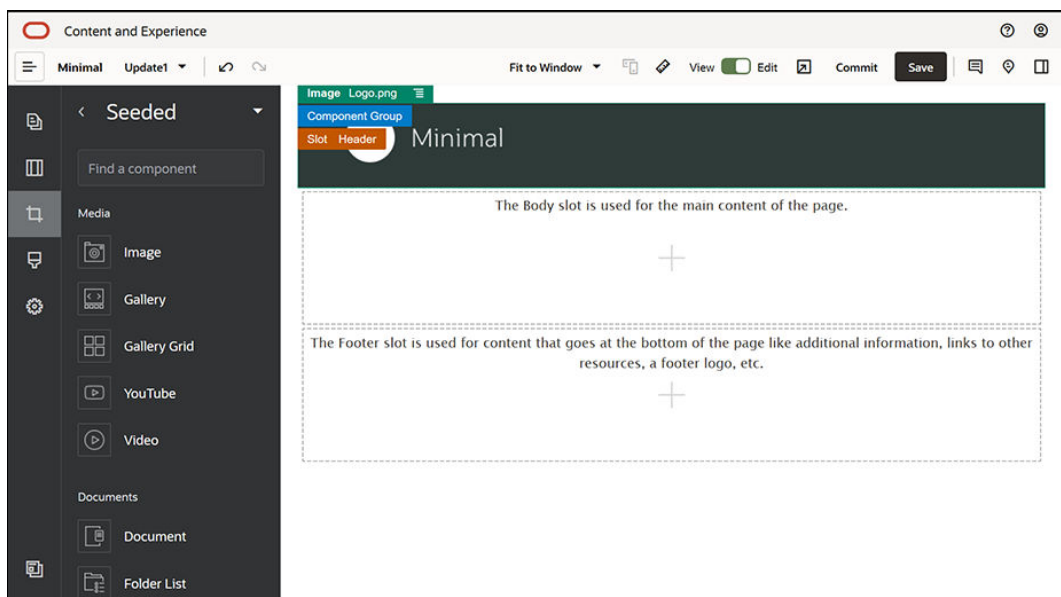 Content and Experience
Minimal Update1 Fit to Window View Edit Commit Save
Seeded
Find a component
Media
Image
Gallery
Gallery Grid
YouTube
Video
Documents
Document
Folder List
Image Logo.png
Component Group
Slot Header
Minimal
The Body slot is used for the main content of the page.
The Footer slot is used for content that goes at the bottom of the page like additional information, links to other
resources, a footer logo, etc.